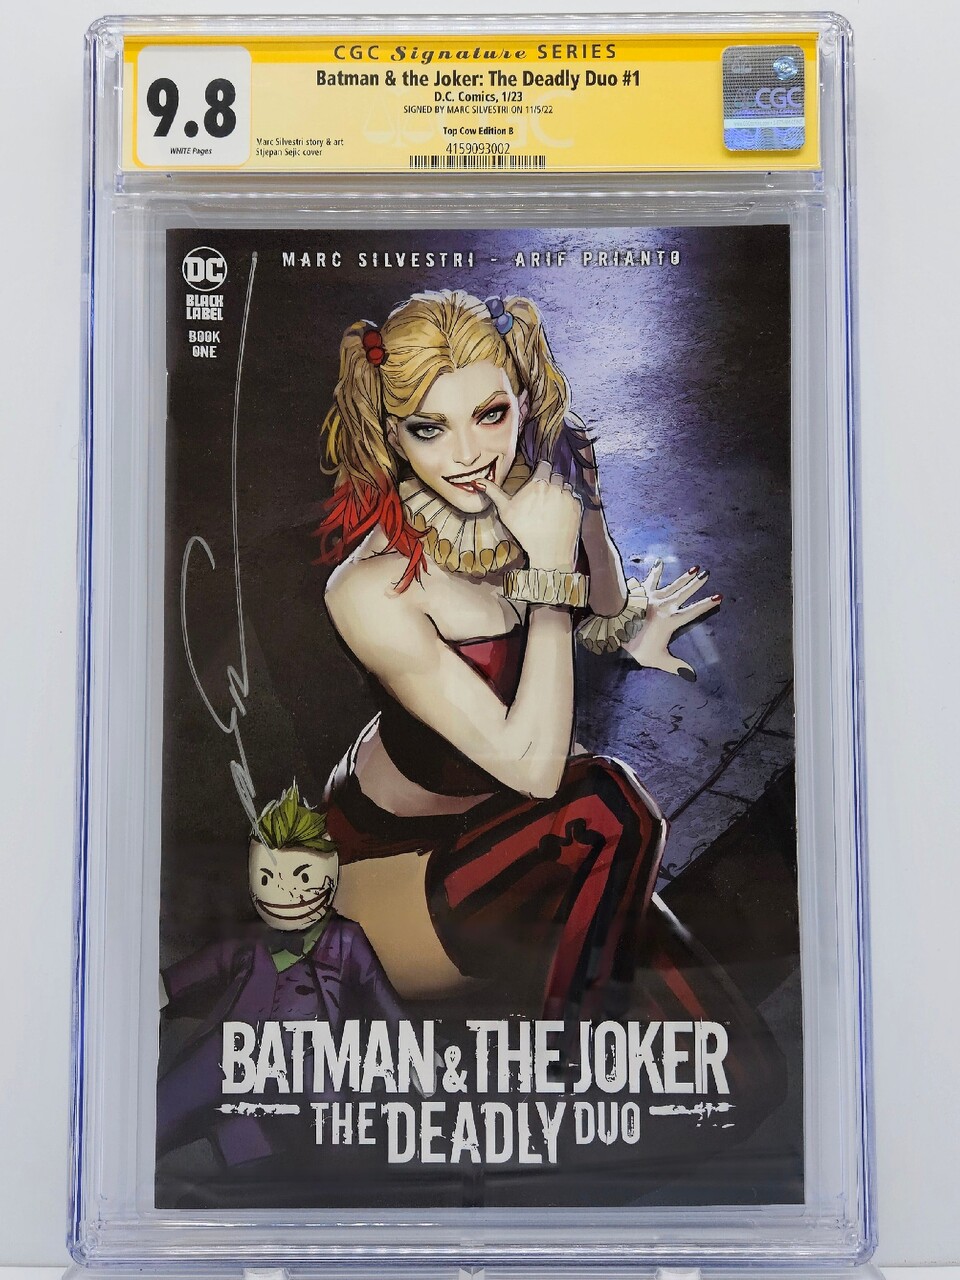 CGC Signature SERIES
9.8
WHITE Pages
Batman & the Joker: The Deadly Duo #1
D.C. Comics, 1/23
SIGNED BY MARC SILVESTRI ON 11/5/22
Top Cow Edition B
Marc Silvestri story & art
Stjepan Sejic cover
4159093002
CGC
DC
BLACK
LABEL
BOOK
ONE
MARC SILVESTRI - ARIF PRIANTO
BATMAN & THE JOKER
THE DEADLY DUO